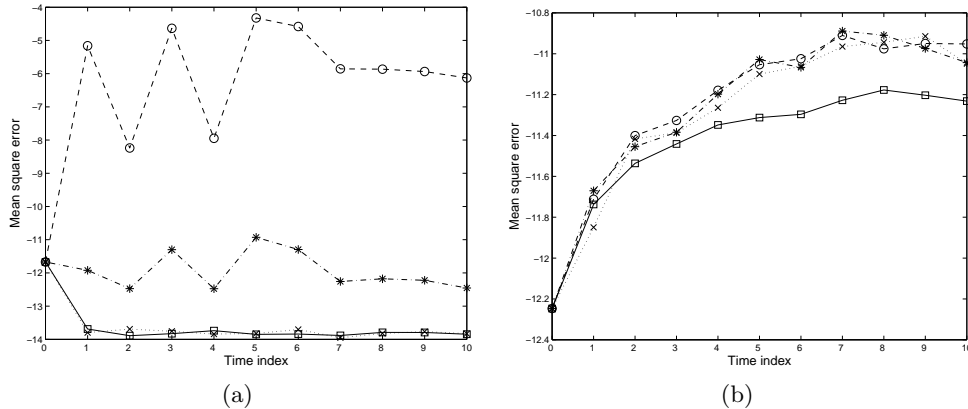 −4
−5
−6
−7
−8
−9
−10
−11
−12
−13
−14
0 1 2 3 4 5 6 7 8 9 10
Mean square error
Time index
(a)
−10.8
−11
−11.2
−11.4
−11.6
−11.8
−12
−12.2
−12.4
0 1 2 3 4 5 6 7 8 9 10
Mean square error
Time index
(b)